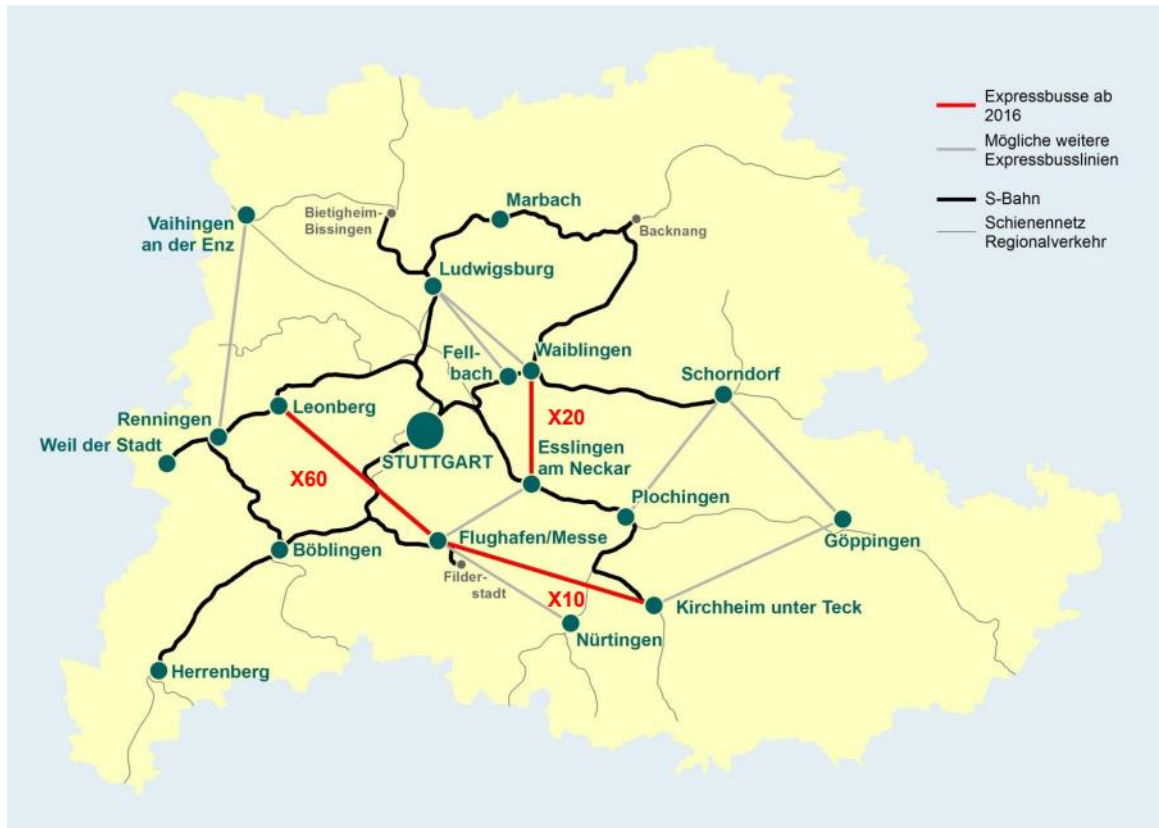 Expressbusse ab
2016
Mögliche weitere
Expressbusslinien
S-Bahn
Schienennetz
Regionalverkehr
Marbach
Vaihingen
an der Enz
Bietigheim-
Bissingen
Backnang
Ludwigsburg
Fell-
bach
Waiblingen
Schorndorf
Leonberg
Renningen
Weil der Stadt
X20
STUTTGART
Esslingen
am Neckar
X60
Plochingen
Flughafen/Messe
Göppingen
Böblingen
Filder-
stadt
X10
Kirchheim unter Teck
Nürtingen
Herrenberg